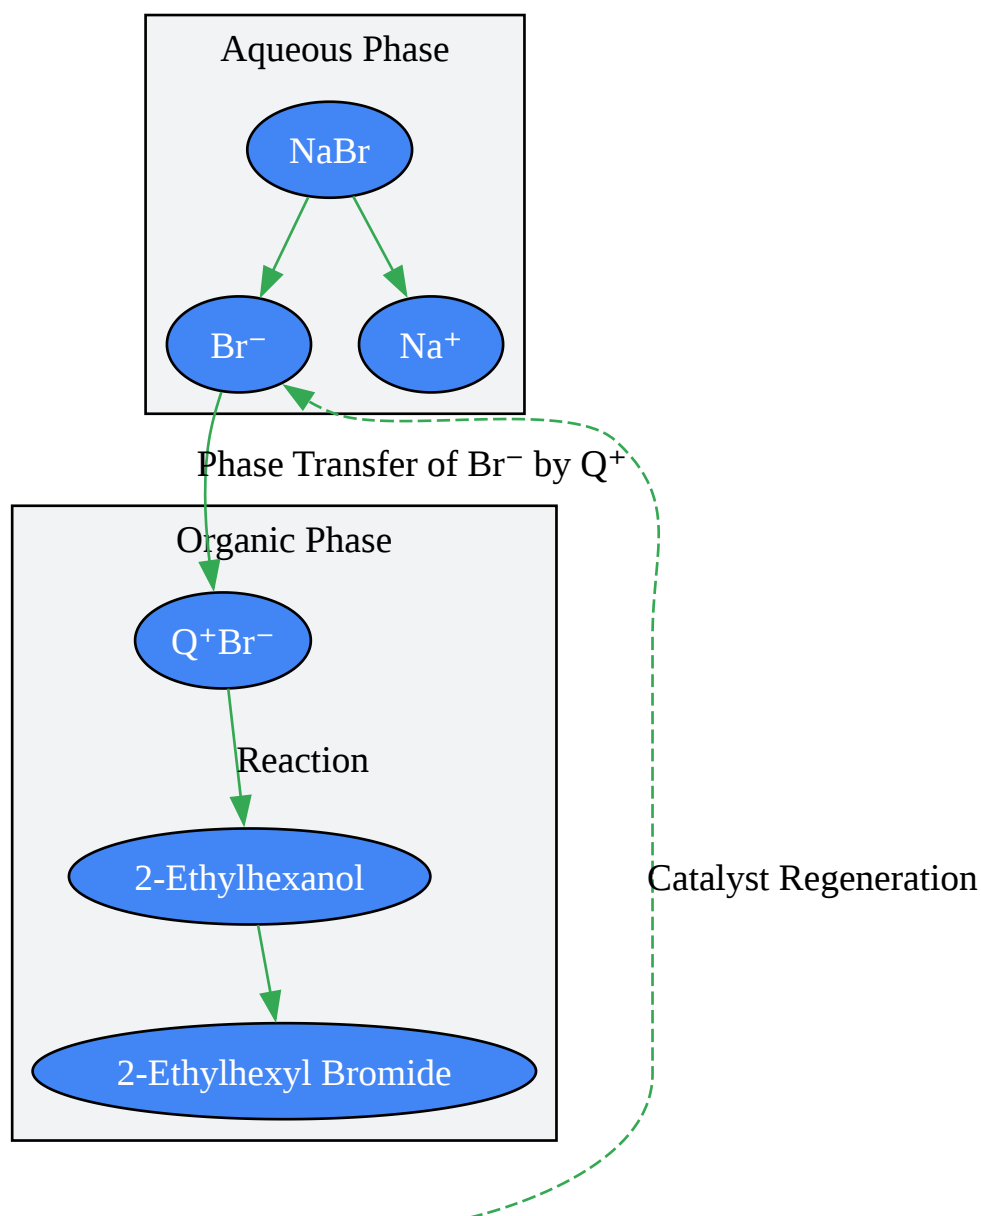 Aqueous Phase
NaBr
Br⁻
Na⁺
Phase Transfer of Br⁻ by Q⁺
Organic Phase
Q⁺Br⁻
Reaction
2-Ethylhexanol
Catalyst Regeneration
2-Ethylhexyl Bromide